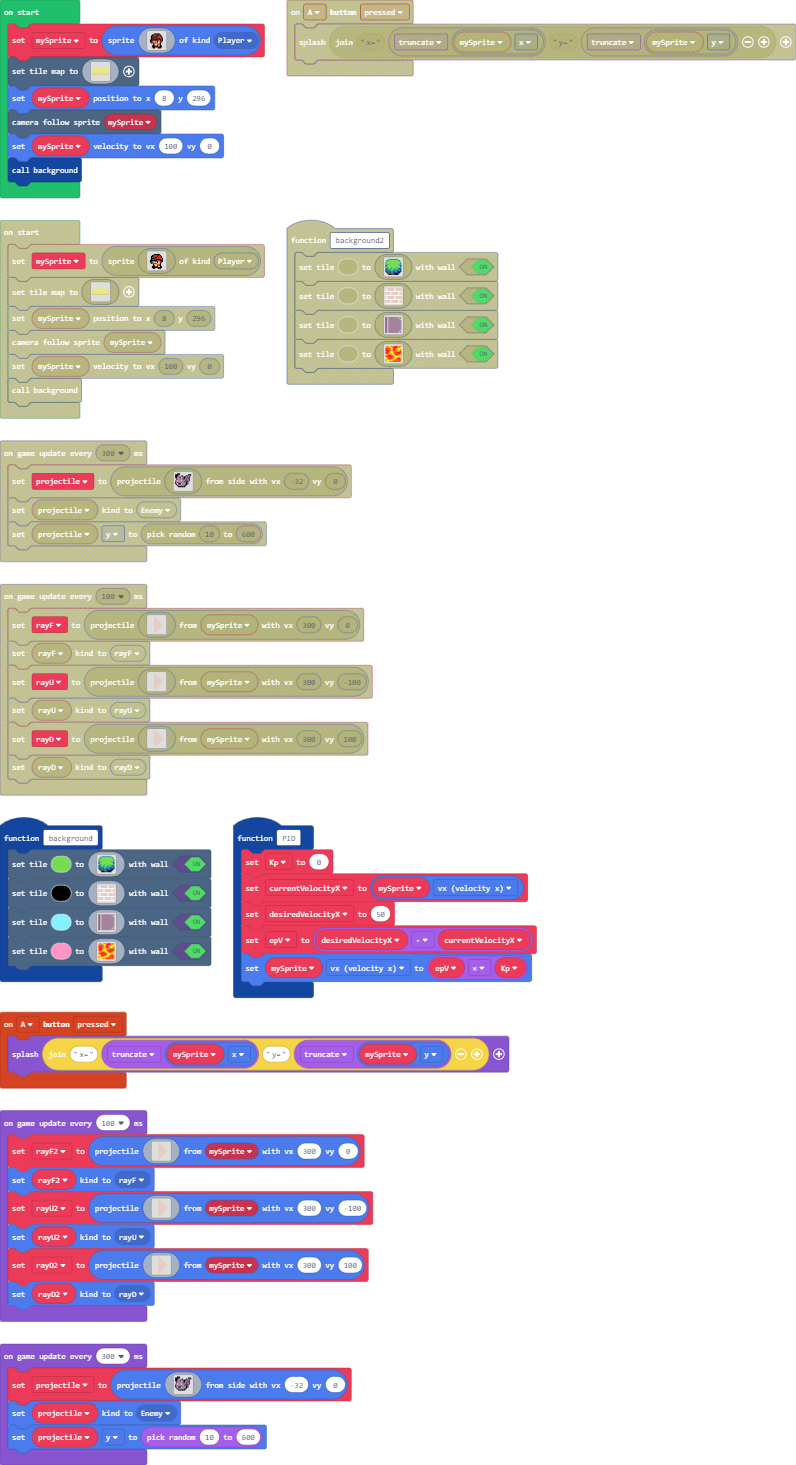 on start
set mySprite to sprite of kind Player
set tile map to
set mySprite position to x 8 y 296
camera follow sprite mySprite
set mySprite velocity to vx 100 vy 0
call background
on A button pressed
splash join "x=" truncate mySprite x "y=" truncate mySprite y
on start
set mySprite to sprite of kind Player
set tile map to
set mySprite position to x 8 y 296
camera follow sprite mySprite
set mySprite velocity to vx 100 vy 0
call background
function background2
set tile to with wall ON
set tile to with wall ON
set tile to with wall ON
set tile to with wall ON
on game update every 300 ms
set projectile to projectile from side with vx -32 vy 0
set projectile kind to Enemy
set projectile y to pick random 10 to 600
on game update every 100 ms
set rayF to projectile from mySprite with vx 300 vy 0
set rayF kind to rayF
set rayU to projectile from mySprite with vx 300 vy -100
set rayU kind to rayU
set rayD to projectile from mySprite with vx 300 vy 100
set rayD kind to rayD
function background
set tile to with wall ON
set tile to with wall ON
set tile to with wall ON
set tile to with wall ON
function PID
set Kp to 0
set currentVelocityX to mySprite vx (velocity x)
set desiredVelocityX to 50
set epV to desiredVelocityX - currentVelocityX
set mySprite vx (velocity x) to epV x Kp
on A button pressed
splash join "x=" truncate mySprite x "y=" truncate mySprite y
on game update every 100 ms
set rayF2 to projectile from mySprite with vx 300 vy 0
set rayF2 kind to rayF
set rayU2 to projectile from mySprite with vx 300 vy -100
set rayU2 kind to rayU
set rayD2 to projectile from mySprite with vx 300 vy 100
set rayD2 kind to rayD
on game update every 300 ms
set projectile to projectile from side with vx -32 vy 0
set projectile kind to Enemy
set projectile y to pick random 10 to 600